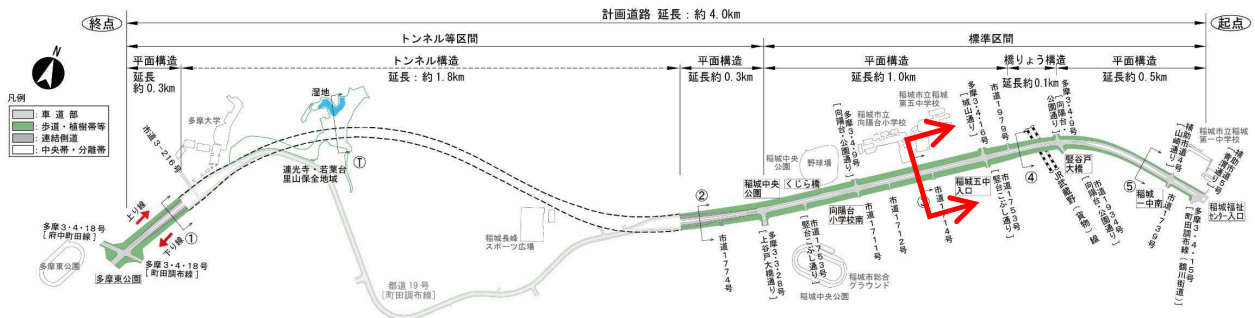 計画道路 延長：約4.0km
終点
起点
トンネル等区間
標準区間
平面構造
延長
約0.3km
トンネル構造
延長：約1.8km
平面構造
延長約0.3km
平面構造
延長約1.0km
橋りょう構造
延長約0.1km
平面構造
延長約0.5km
N
凡例
：車道部
：歩道・植樹帯等
：連結側道
：中央帯・分離帯
市道3-216号
多摩大学
湿地
Ⓣ
連光寺・若葉台
里山保全地域
上り線
下り線
①
多摩3・4・18号
[府中町田線]
多摩東公園
多摩東公園
多摩3・4・18号
[町田調布線]
都道19号
[町田調布線]
稲城長峰
スポーツ広場
②
市道1774号
稲城中央
公園
くじら橋
多摩3・3・28号
[上谷戸大橋通り]
稲城中央
公園
野球場
市道1753号
[竪台こぶし通り]
稲城中央公園
稲城市総合
グラウンド
向陽台
小学校南
多摩3・4・9号
[向陽台・公園通り]
稲城市立
向陽台小学校
稲城市立稲城
第五中学校
市道1711号
市道1712号
③
市道1714号
多摩3・4・16号
[城山通り]
稲城五中
入口
市道1979号
市道1753号
[竪台こぶし通り]
④
多摩3・4・9号
[向陽台・公園通り]
竪谷戸
大橋
JR武蔵野(貨物)線
市道1934号
[向陽台・公園通り]
⑤
補助市道4号
[山崎通り]
稲城
一中南
市道1739号
稲城市立稲城
第一中学校
補助市道5号
[青清通り]
稲城福祉
センター入口
多摩3・4・15号
[町田調布線(鶴川街道)]